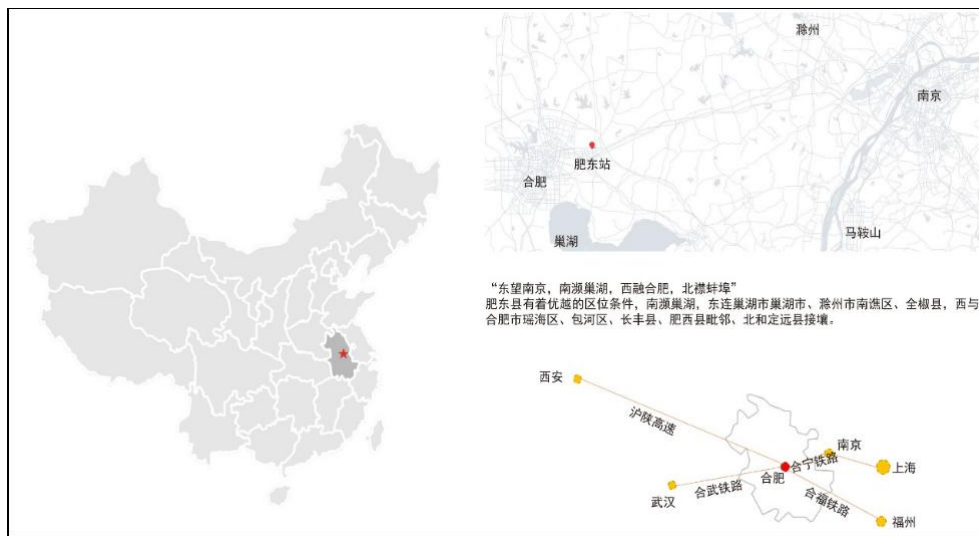 滁州
南京
肥东站
合肥
巢湖
马鞍山
“东望南京，南濒巢湖，西融合肥，北襟蚌埠”
肥东县有着优越的区位条件，南濒巢湖，东连巢湖市巢湖市、滁州市南谯区、全椒县，西与
合肥市瑶海区、包河区、长丰县、肥西县毗邻、北和定远县接壤。
西安
沪陕高速
南京
合宁铁路
上海
合肥
合武铁路
武汉
合福铁路
福州